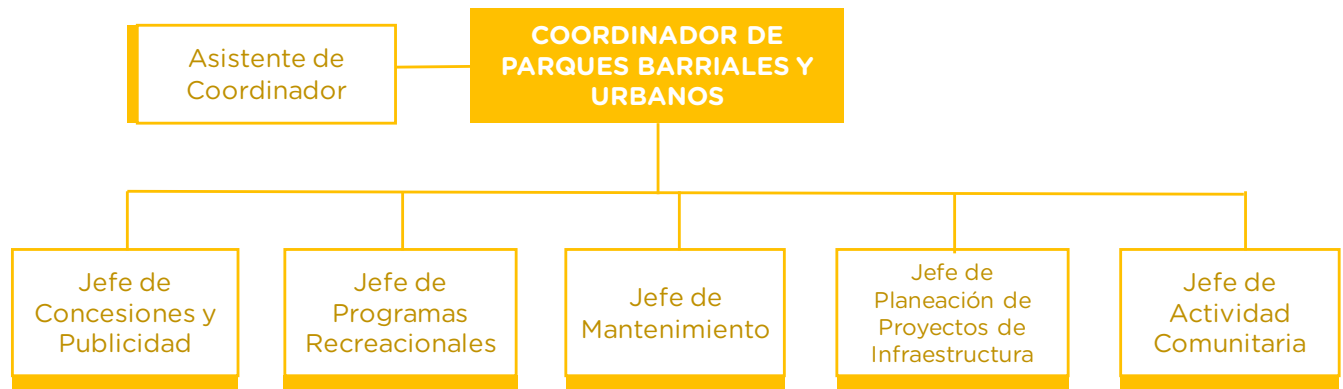 COORDINADOR DE
PARQUES BARRIALES Y
URBANOS
Asistente de
Coordinador
Jefe de
Concesiones y
Publicidad
Jefe de
Programas
Recreacionales
Jefe de
Mantenimiento
Jefe de
Planeación de
Proyectos de
Infraestructura
Jefe de
Actividad
Comunitaria